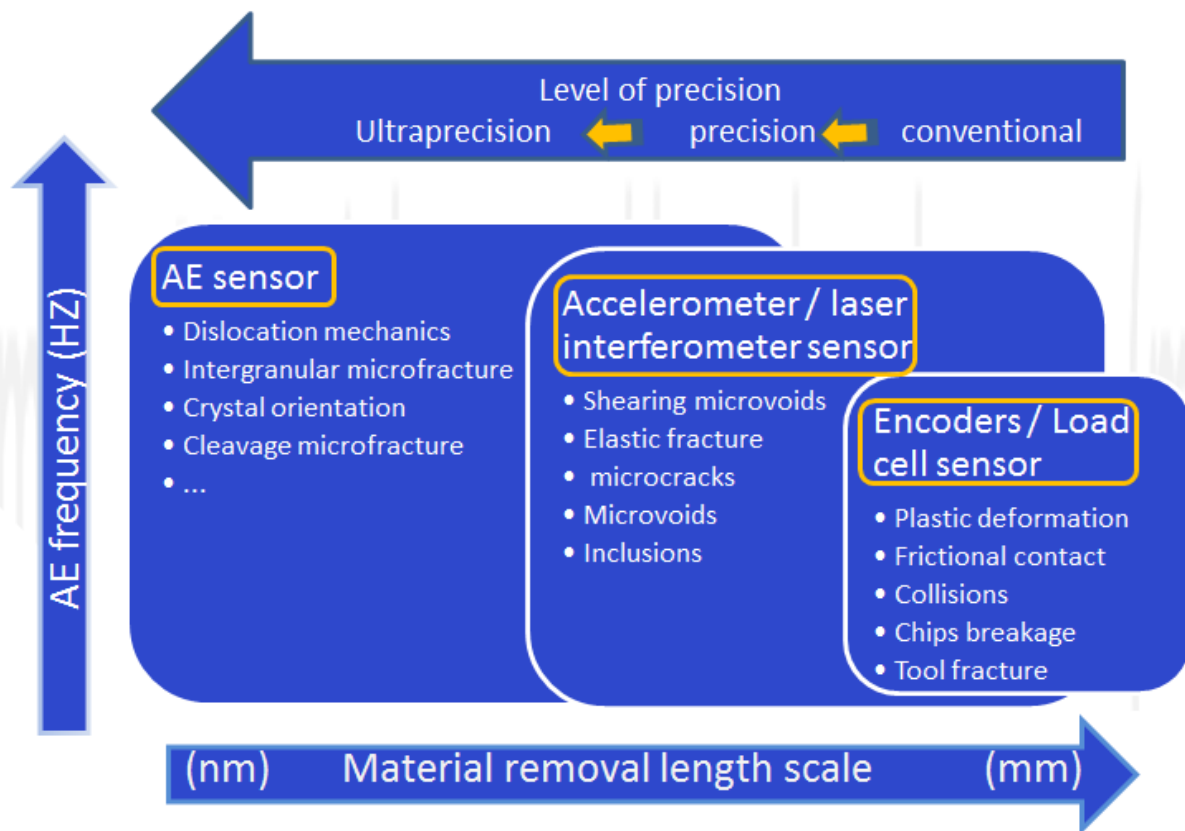 Level of precision
Ultraprecision precision conventional
AE frequency (HZ)
AE sensor
• Dislocation mechanics
• Intergranular microfracture
• Crystal orientation
• Cleavage microfracture
• ...
Accelerometer / laser
interferometer sensor
• Shearing microvoids
• Elastic fracture
• microcracks
• Microvoids
• Inclusions
Encoders / Load
cell sensor
• Plastic deformation
• Frictional contact
• Collisions
• Chips breakage
• Tool fracture
(nm) Material removal length scale (mm)